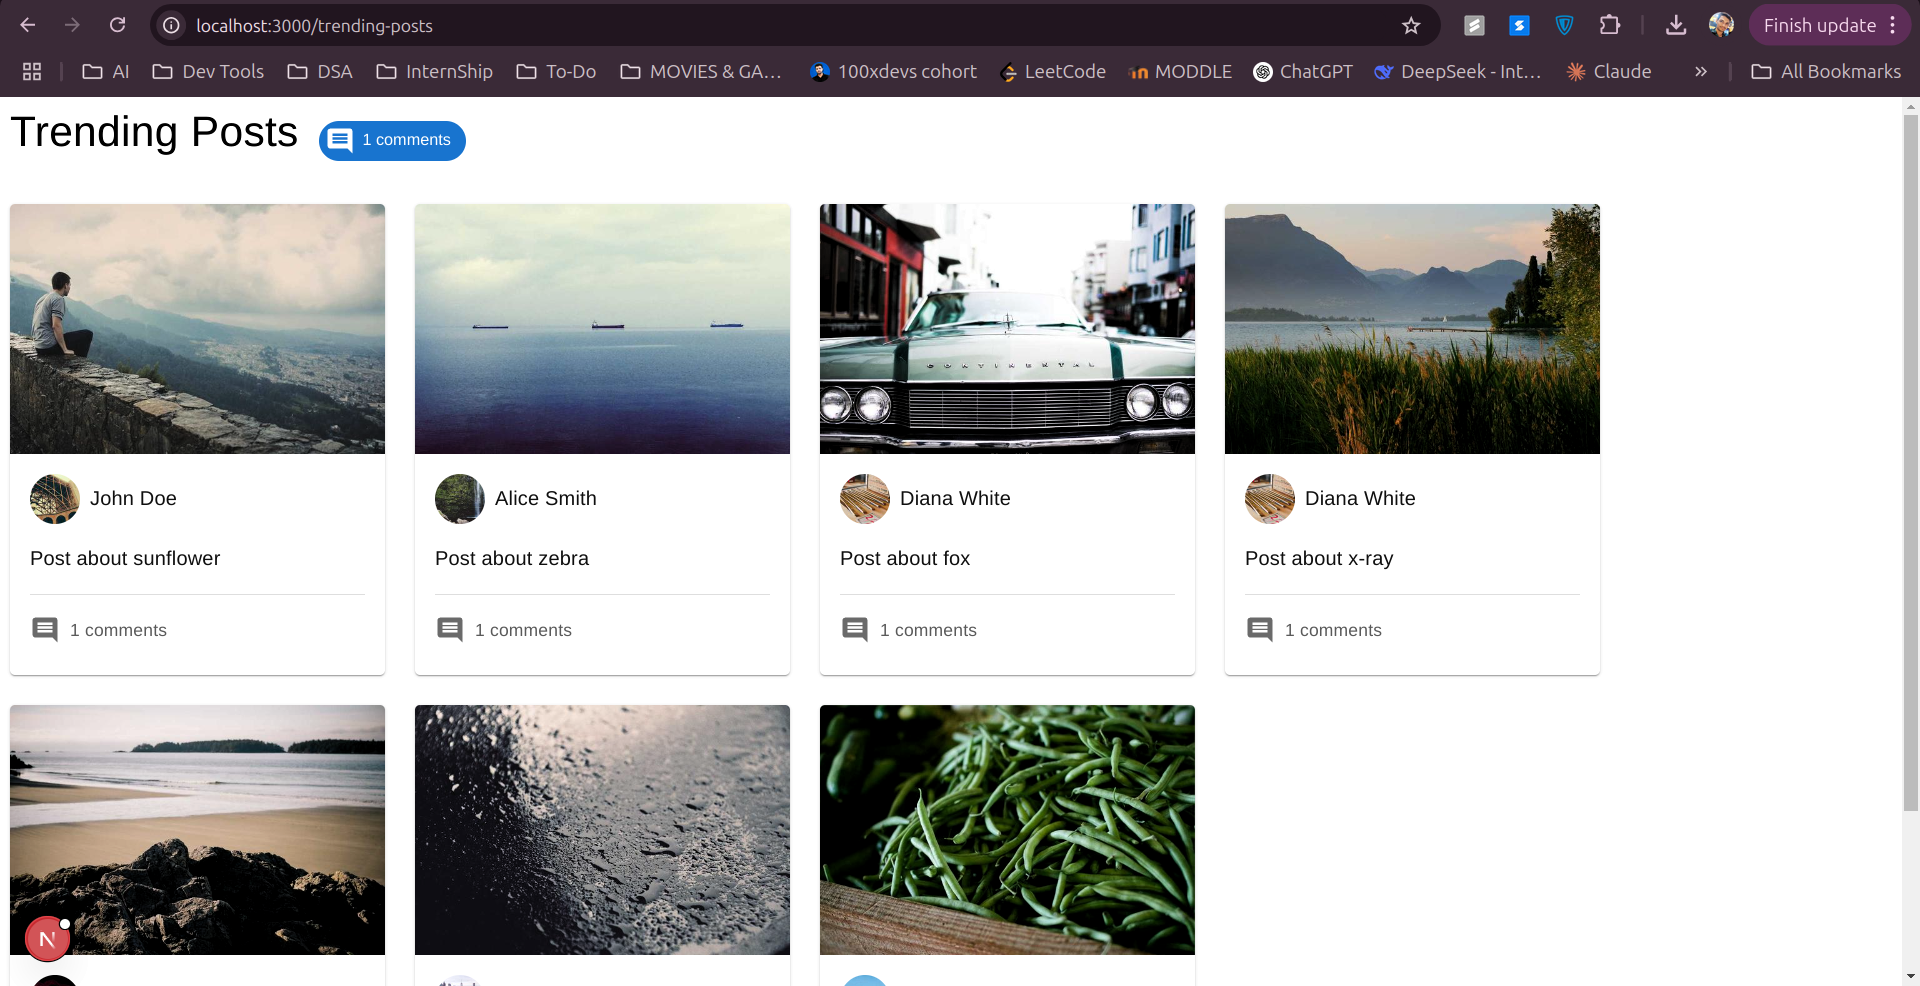 localhost:3000/trending-posts
Finish update
AI
Dev Tools
DSA
InternShip
To-Do
MOVIES & GA...
100xdevs cohort
LeetCode
MODDLE
ChatGPT
DeepSeek - Int...
Claude
»
All Bookmarks
Trending Posts
1 comments
John Doe
Alice Smith
Diana White
Diana White
Post about sunflower
Post about zebra
Post about fox
Post about x-ray
1 comments
1 comments
1 comments
1 comments
CONTINENTAL
N